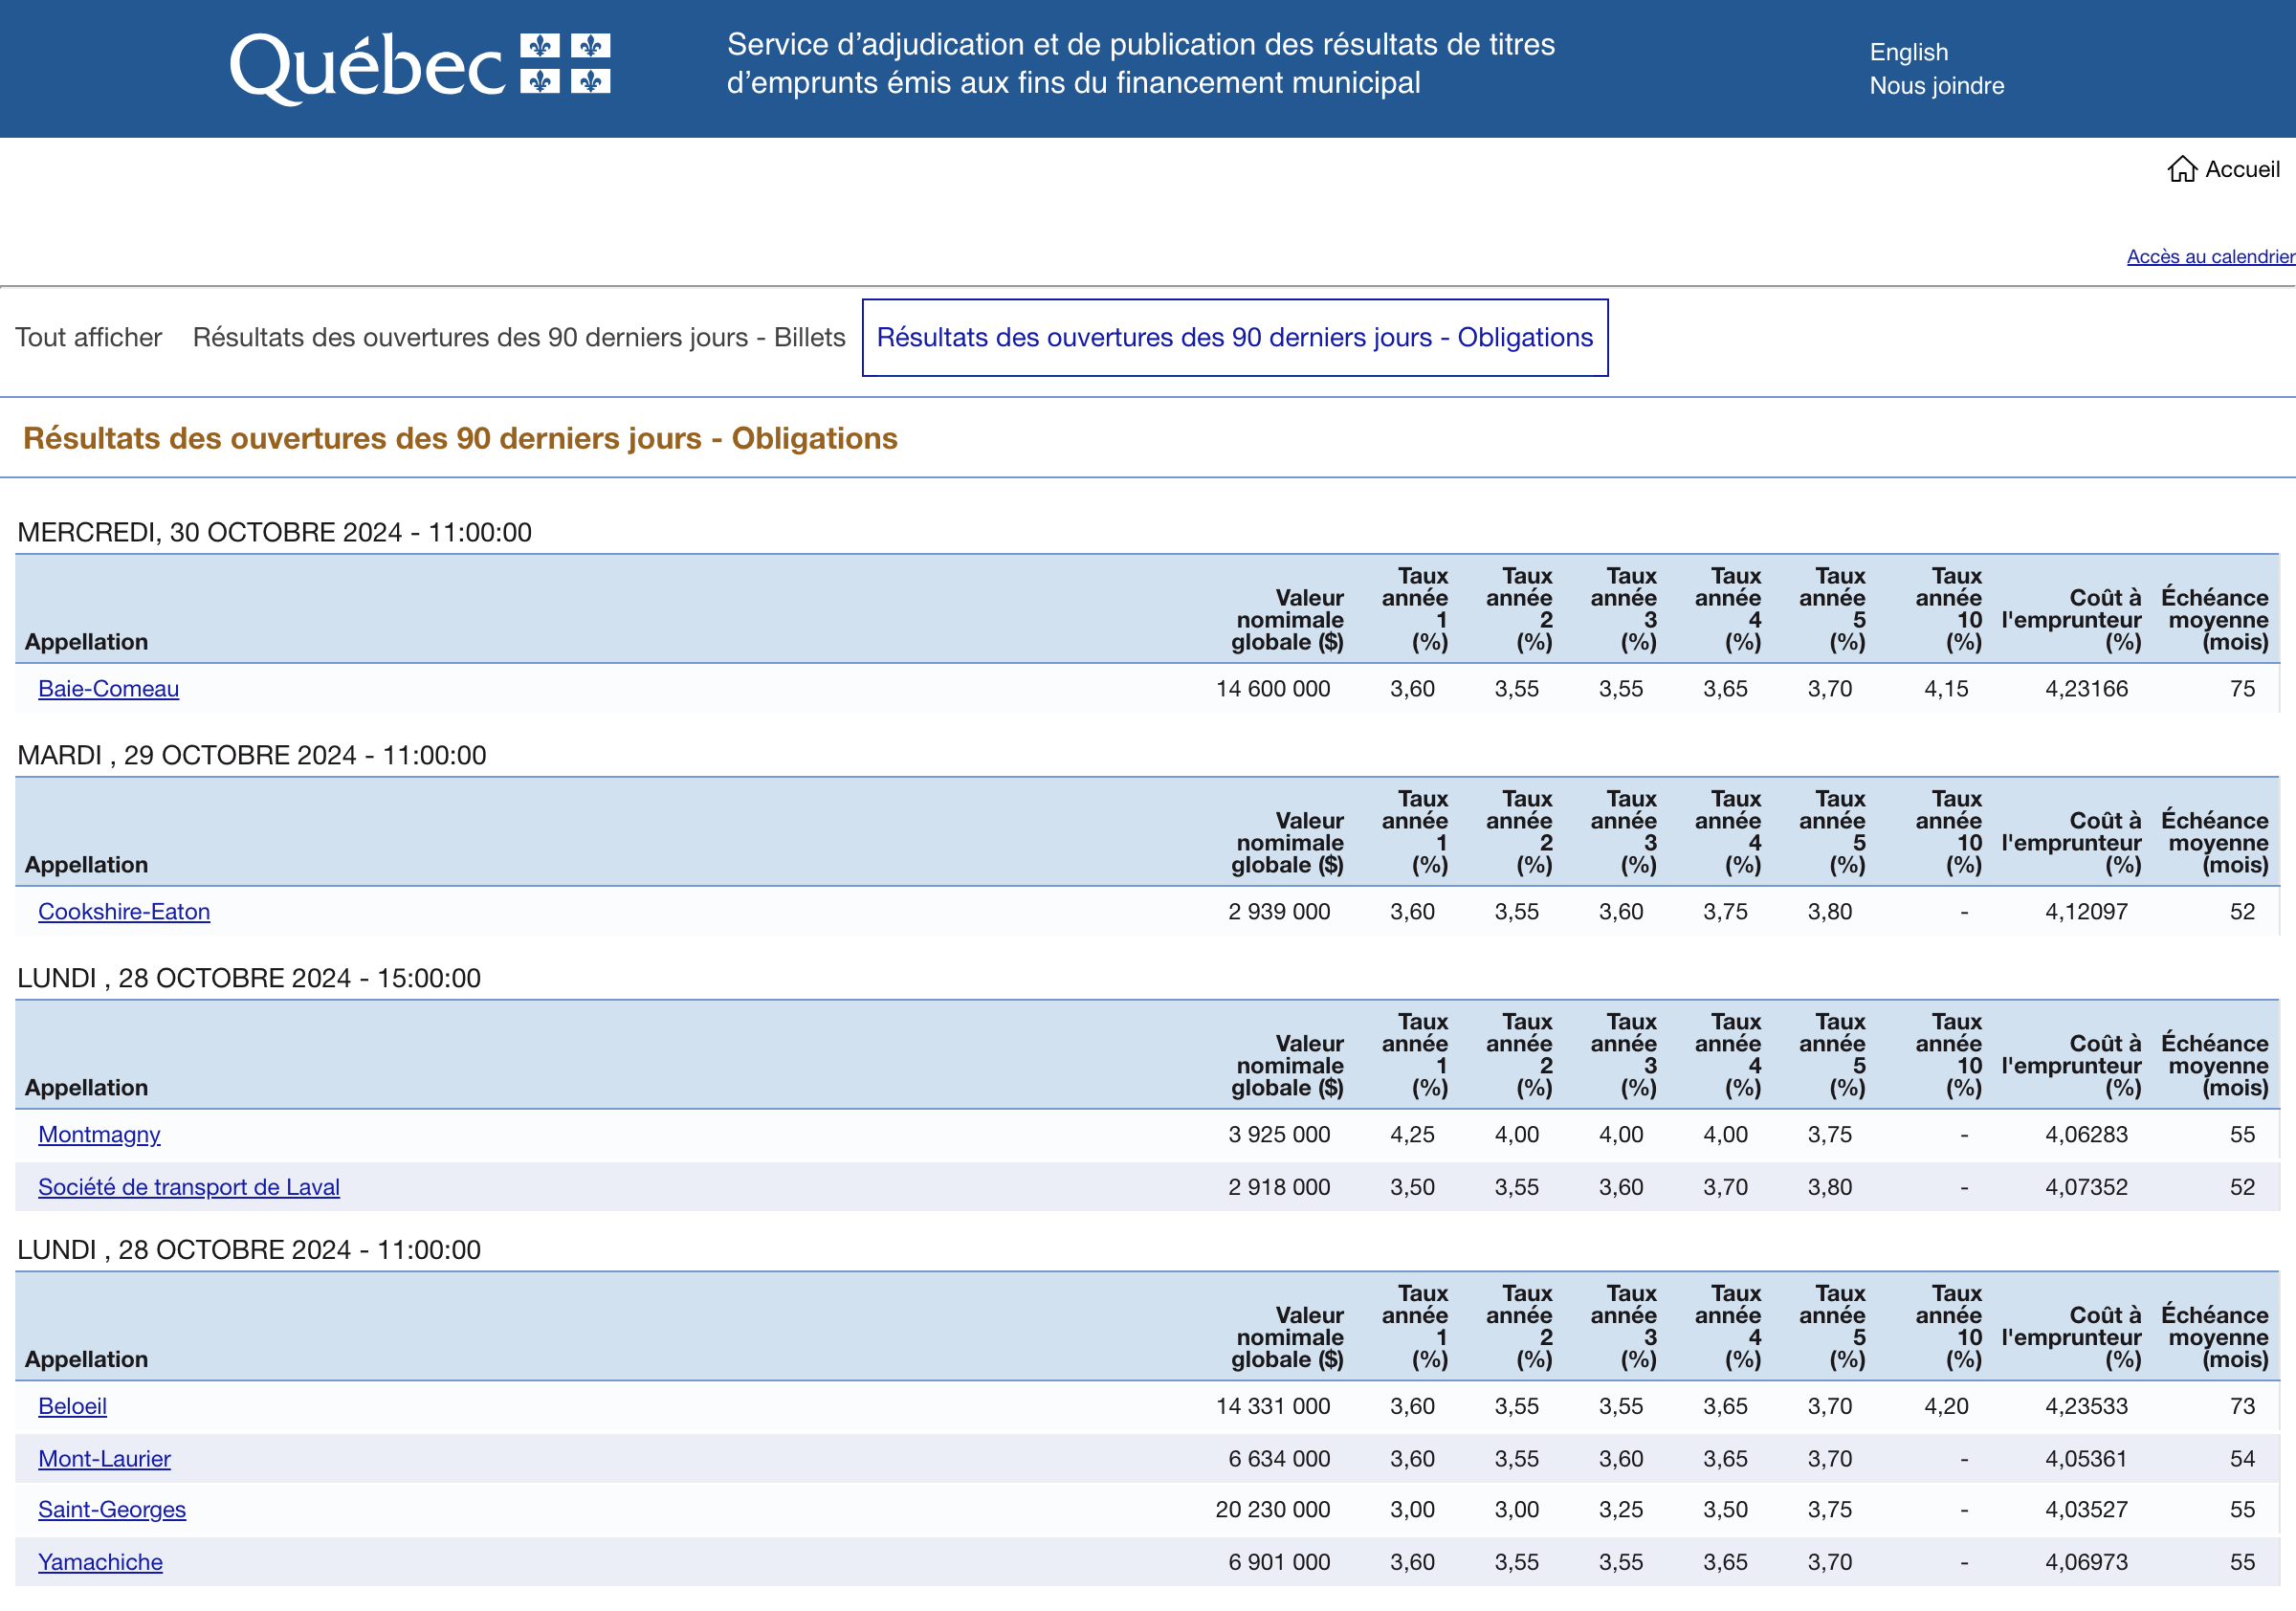 Québec
Service d’adjudication et de publication des résultats de titres
d’emprunts émis aux fins du financement municipal
English
Nous joindre
Accueil
Accès au calendrier
Tout afficher Résultats des ouvertures des 90 derniers jours - Billets Résultats des ouvertures des 90 derniers jours - Obligations
Résultats des ouvertures des 90 derniers jours - Obligations
MERCREDI, 30 OCTOBRE 2024 - 11:00:00
Taux Taux Taux Taux Taux Taux
Valeur année année année année année année Coût à Échéance
nomimale 1 2 3 4 5 10 l'emprunteur moyenne
Appellation globale ($) (%) (%) (%) (%) (%) (%) (%) (mois)
Baie-Comeau 14 600 000 3,60 3,55 3,55 3,65 3,70 4,15 4,23166 75
MARDI , 29 OCTOBRE 2024 - 11:00:00
Taux Taux Taux Taux Taux Taux
Valeur année année année année année année Coût à Échéance
nomimale 1 2 3 4 5 10 l'emprunteur moyenne
Appellation globale ($) (%) (%) (%) (%) (%) (%) (%) (mois)
Cookshire-Eaton 2 939 000 3,60 3,55 3,60 3,75 3,80 - 4,12097 52
LUNDI , 28 OCTOBRE 2024 - 15:00:00
Taux Taux Taux Taux Taux Taux
Valeur année année année année année année Coût à Échéance
nomimale 1 2 3 4 5 10 l'emprunteur moyenne
Appellation globale ($) (%) (%) (%) (%) (%) (%) (%) (mois)
Montmagny 3 925 000 4,25 4,00 4,00 4,00 3,75 - 4,06283 55
Société de transport de Laval 2 918 000 3,50 3,55 3,60 3,70 3,80 - 4,07352 52
LUNDI , 28 OCTOBRE 2024 - 11:00:00
Taux Taux Taux Taux Taux Taux
Valeur année année année année année année Coût à Échéance
nomimale 1 2 3 4 5 10 l'emprunteur moyenne
Appellation globale ($) (%) (%) (%) (%) (%) (%) (%) (mois)
Beloeil 14 331 000 3,60 3,55 3,55 3,65 3,70 4,20 4,23533 73
Mont-Laurier 6 634 000 3,60 3,55 3,60 3,65 3,70 - 4,05361 54
Saint-Georges 20 230 000 3,00 3,00 3,25 3,50 3,75 - 4,03527 55
Yamachiche 6 901 000 3,60 3,55 3,55 3,65 3,70 - 4,06973 55